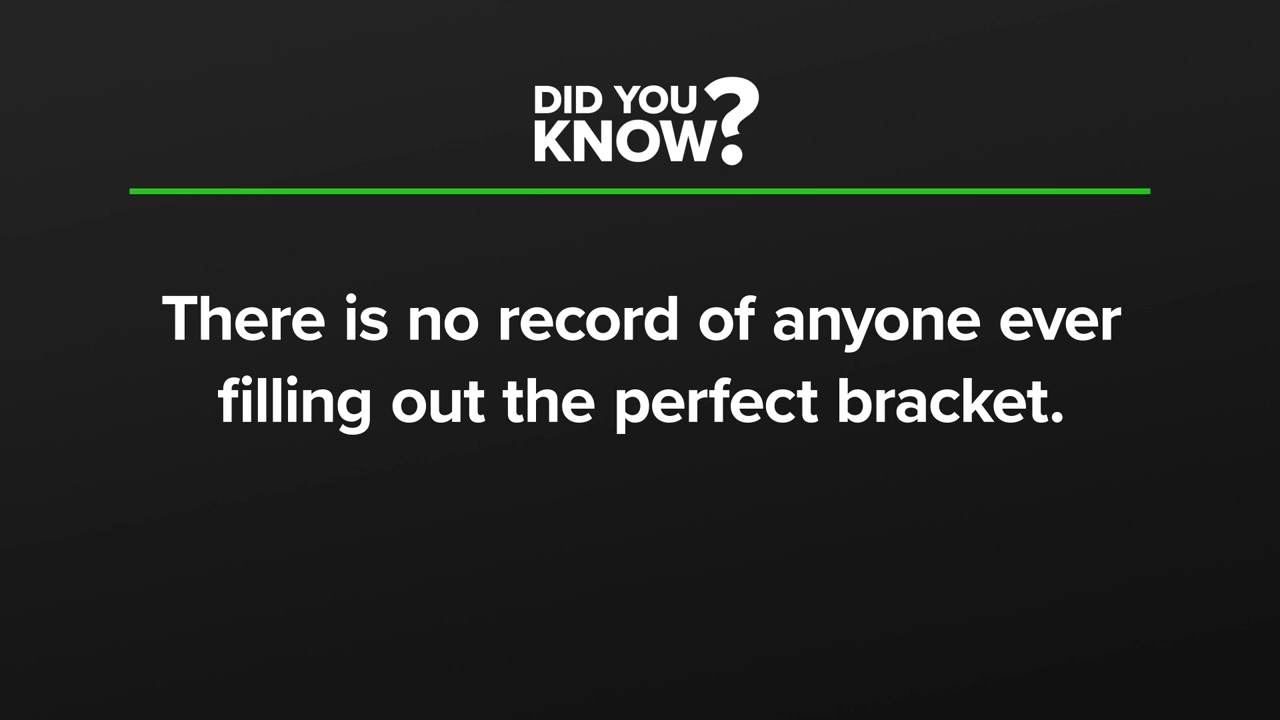 DID YOU
KNOW?
There is no record of anyone ever
filling out the perfect bracket.